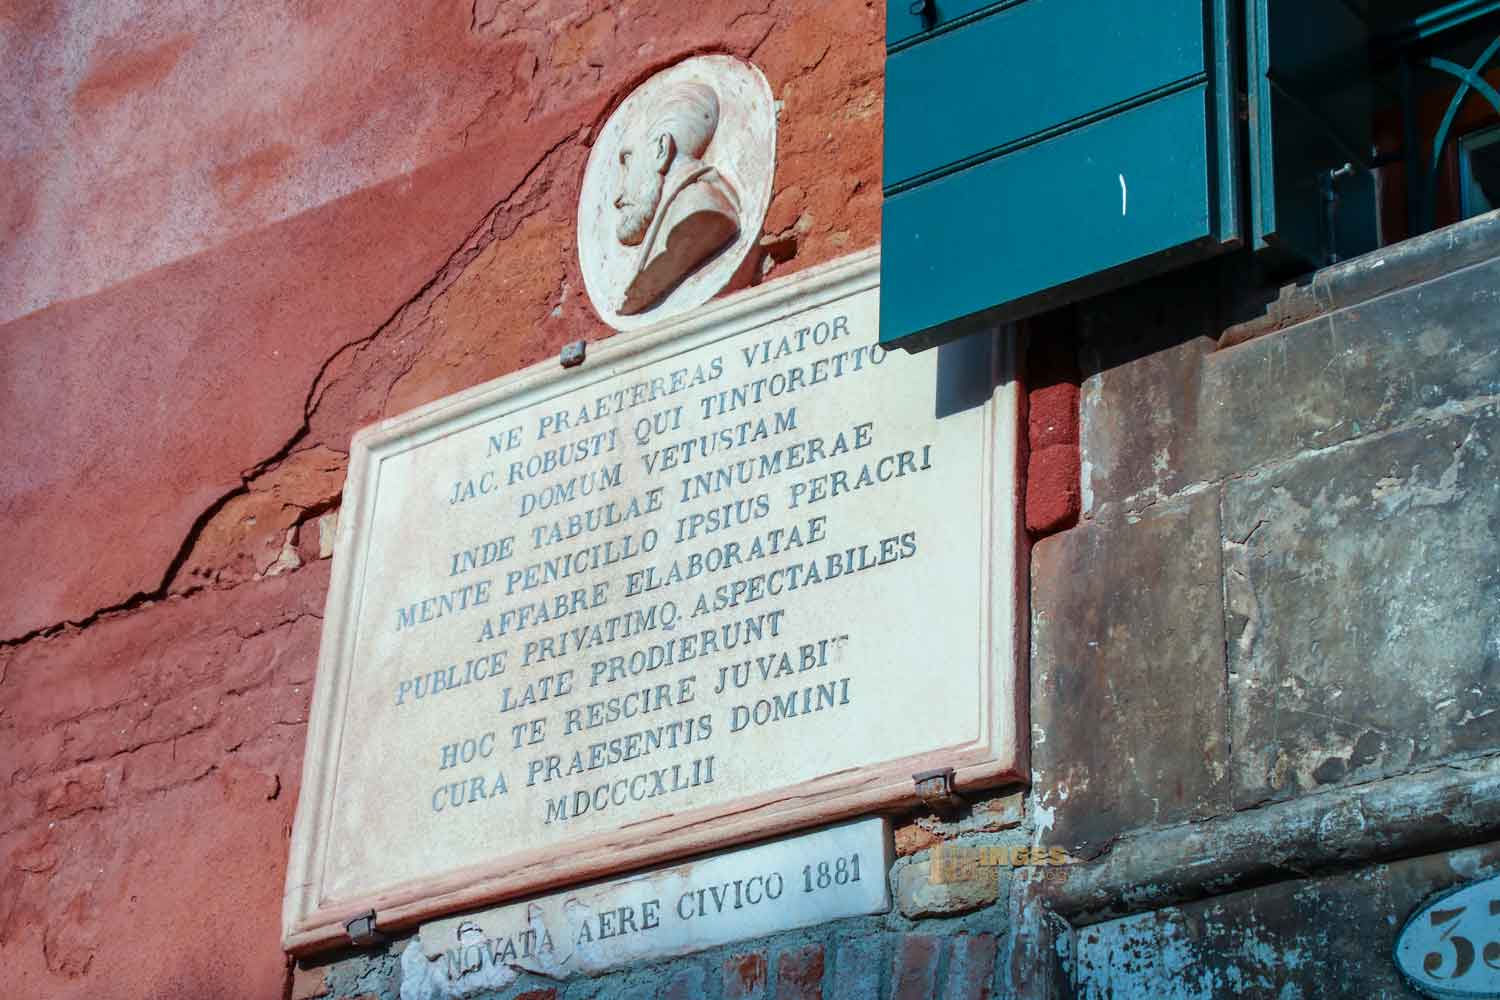 NE PRAETEREAS VIATOR
JAC. ROBUSTI QUI TINTORETTO
DOMUM VETUSTAM
INDE TABULAE INNUMERAE
MENTE PENICILLO IPSIUS PERACRI
AFFABRE ELABORATAE
PUBLICE PRIVATIMQ. ASPECTABILES
LATE PRODIERUNT
HOC TE RESCIRE JUVABIT
CURA PRAESENTIS DOMINI
MDCCCXLII
NOVATA AERE CIVICO 1881
INGES